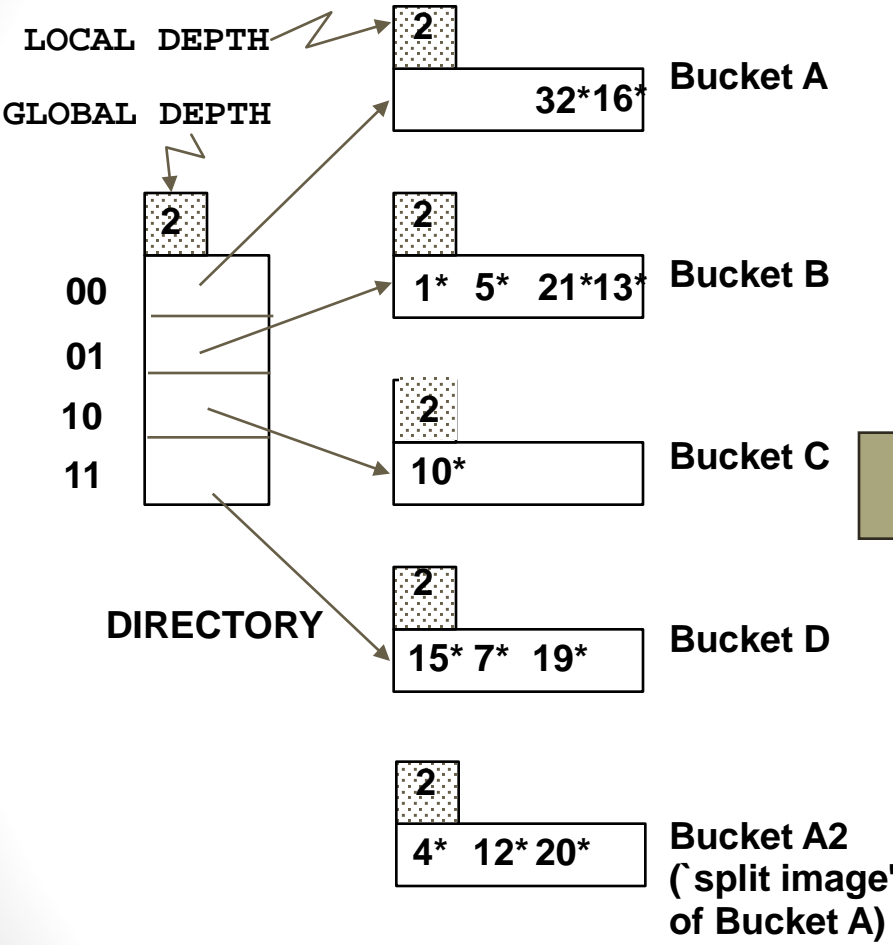 LOCAL DEPTH
GLOBAL DEPTH
2
32*16*
Bucket A
2
00
01
10
11
DIRECTORY
2
1* 5* 21*13*
Bucket B
2
10*
Bucket C
2
15* 7* 19*
Bucket D
2
4* 12* 20*
Bucket A2
(`split image'
of Bucket A)